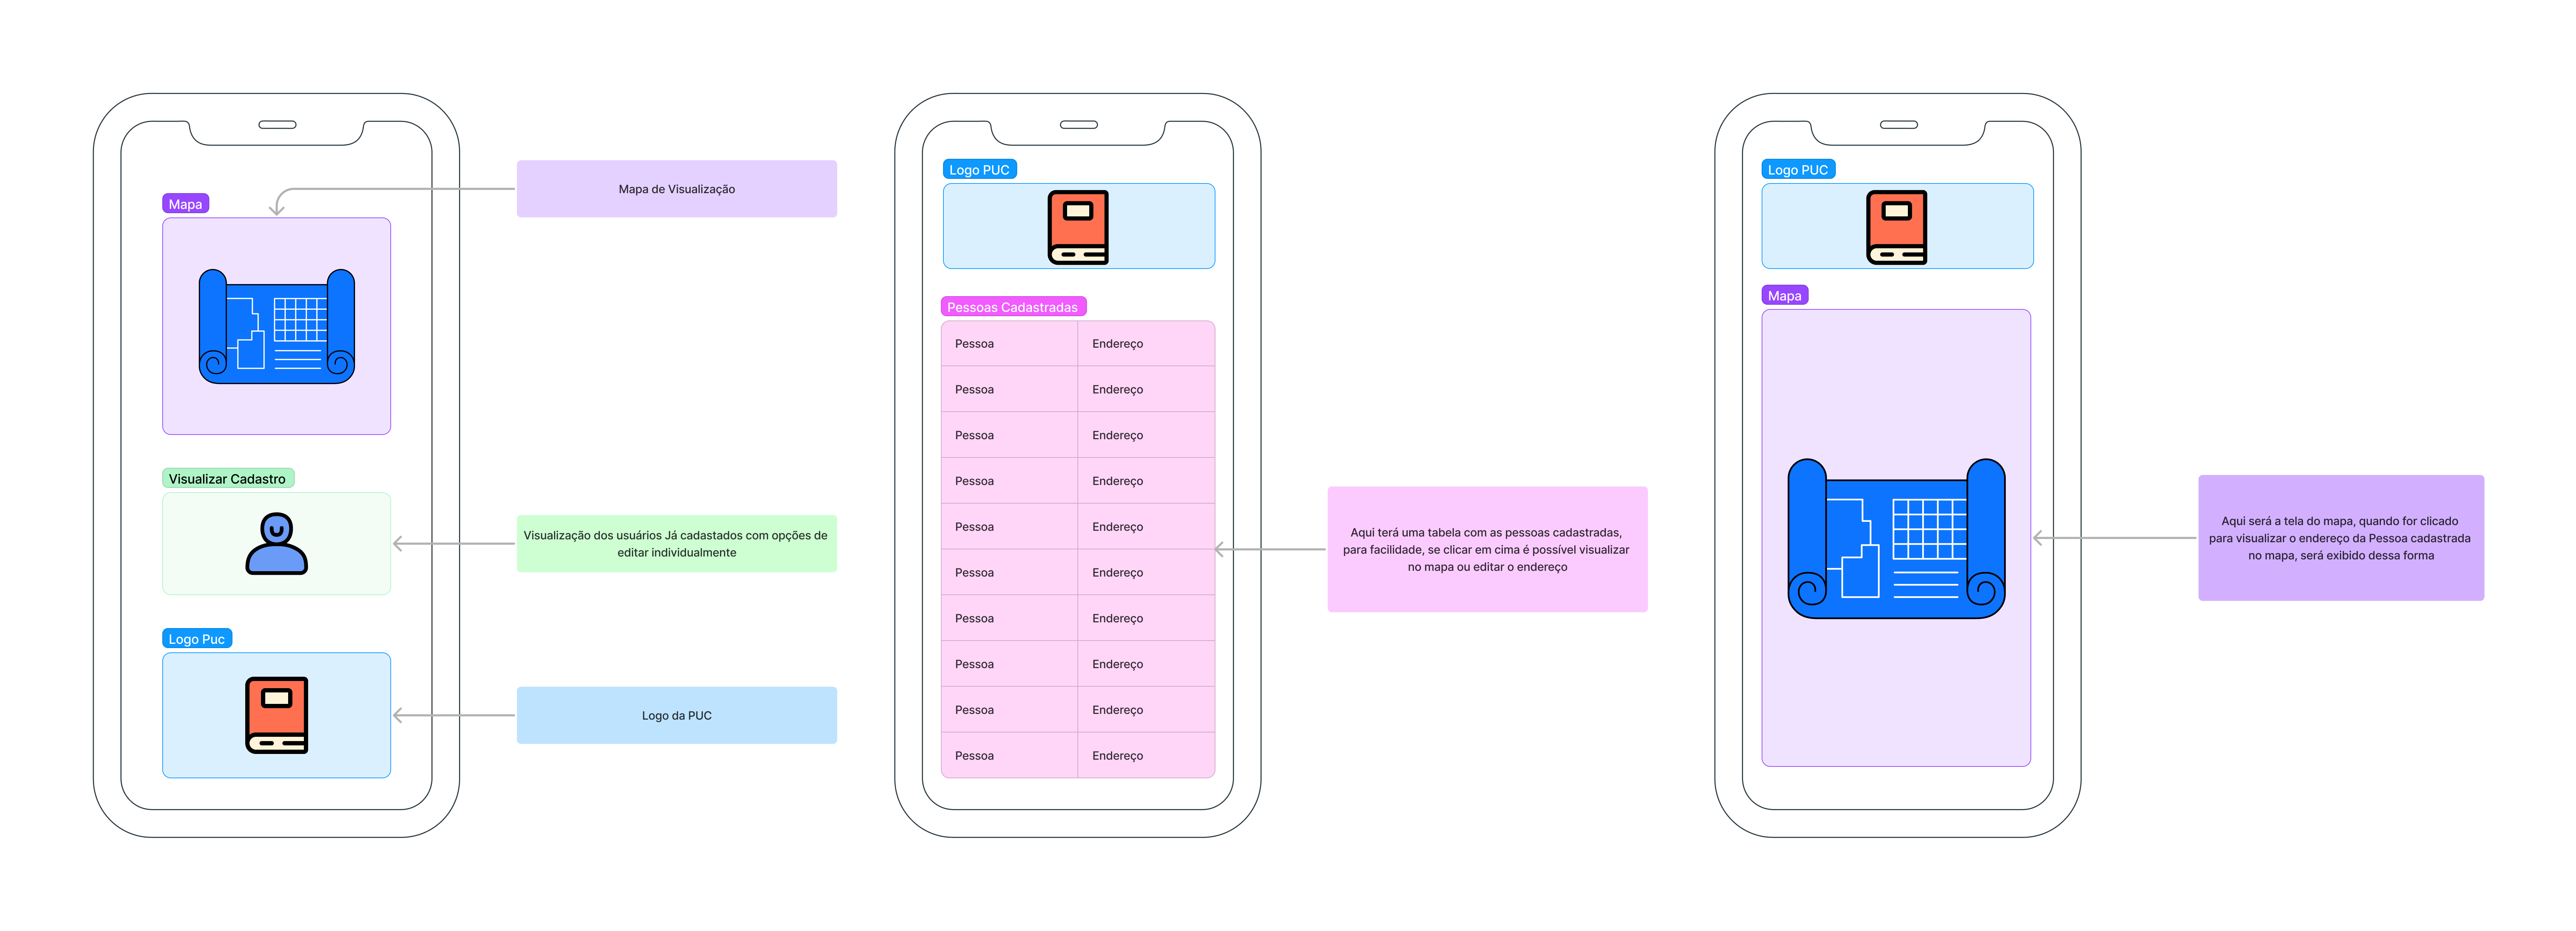 Mapa
Mapa de Visualização
Visualizar Cadastro
Visualização dos usuários Já cadastados com opções de
editar individualmente
Logo Puc
Logo da PUC
Logo PUC
Pessoas Cadastradas
Pessoa Endereço
Pessoa Endereço
Pessoa Endereço
Pessoa Endereço
Pessoa Endereço
Pessoa Endereço
Pessoa Endereço
Pessoa Endereço
Pessoa Endereço
Pessoa Endereço
Aqui terá uma tabela com as pessoas cadastradas,
para facilidade, se clicar em cima é possível visualizar
no mapa ou editar o endereço
Logo PUC
Mapa
Aqui será a tela do mapa, quando for clicado
para visualizar o endereço da Pessoa cadastrada
no mapa, será exibido dessa forma